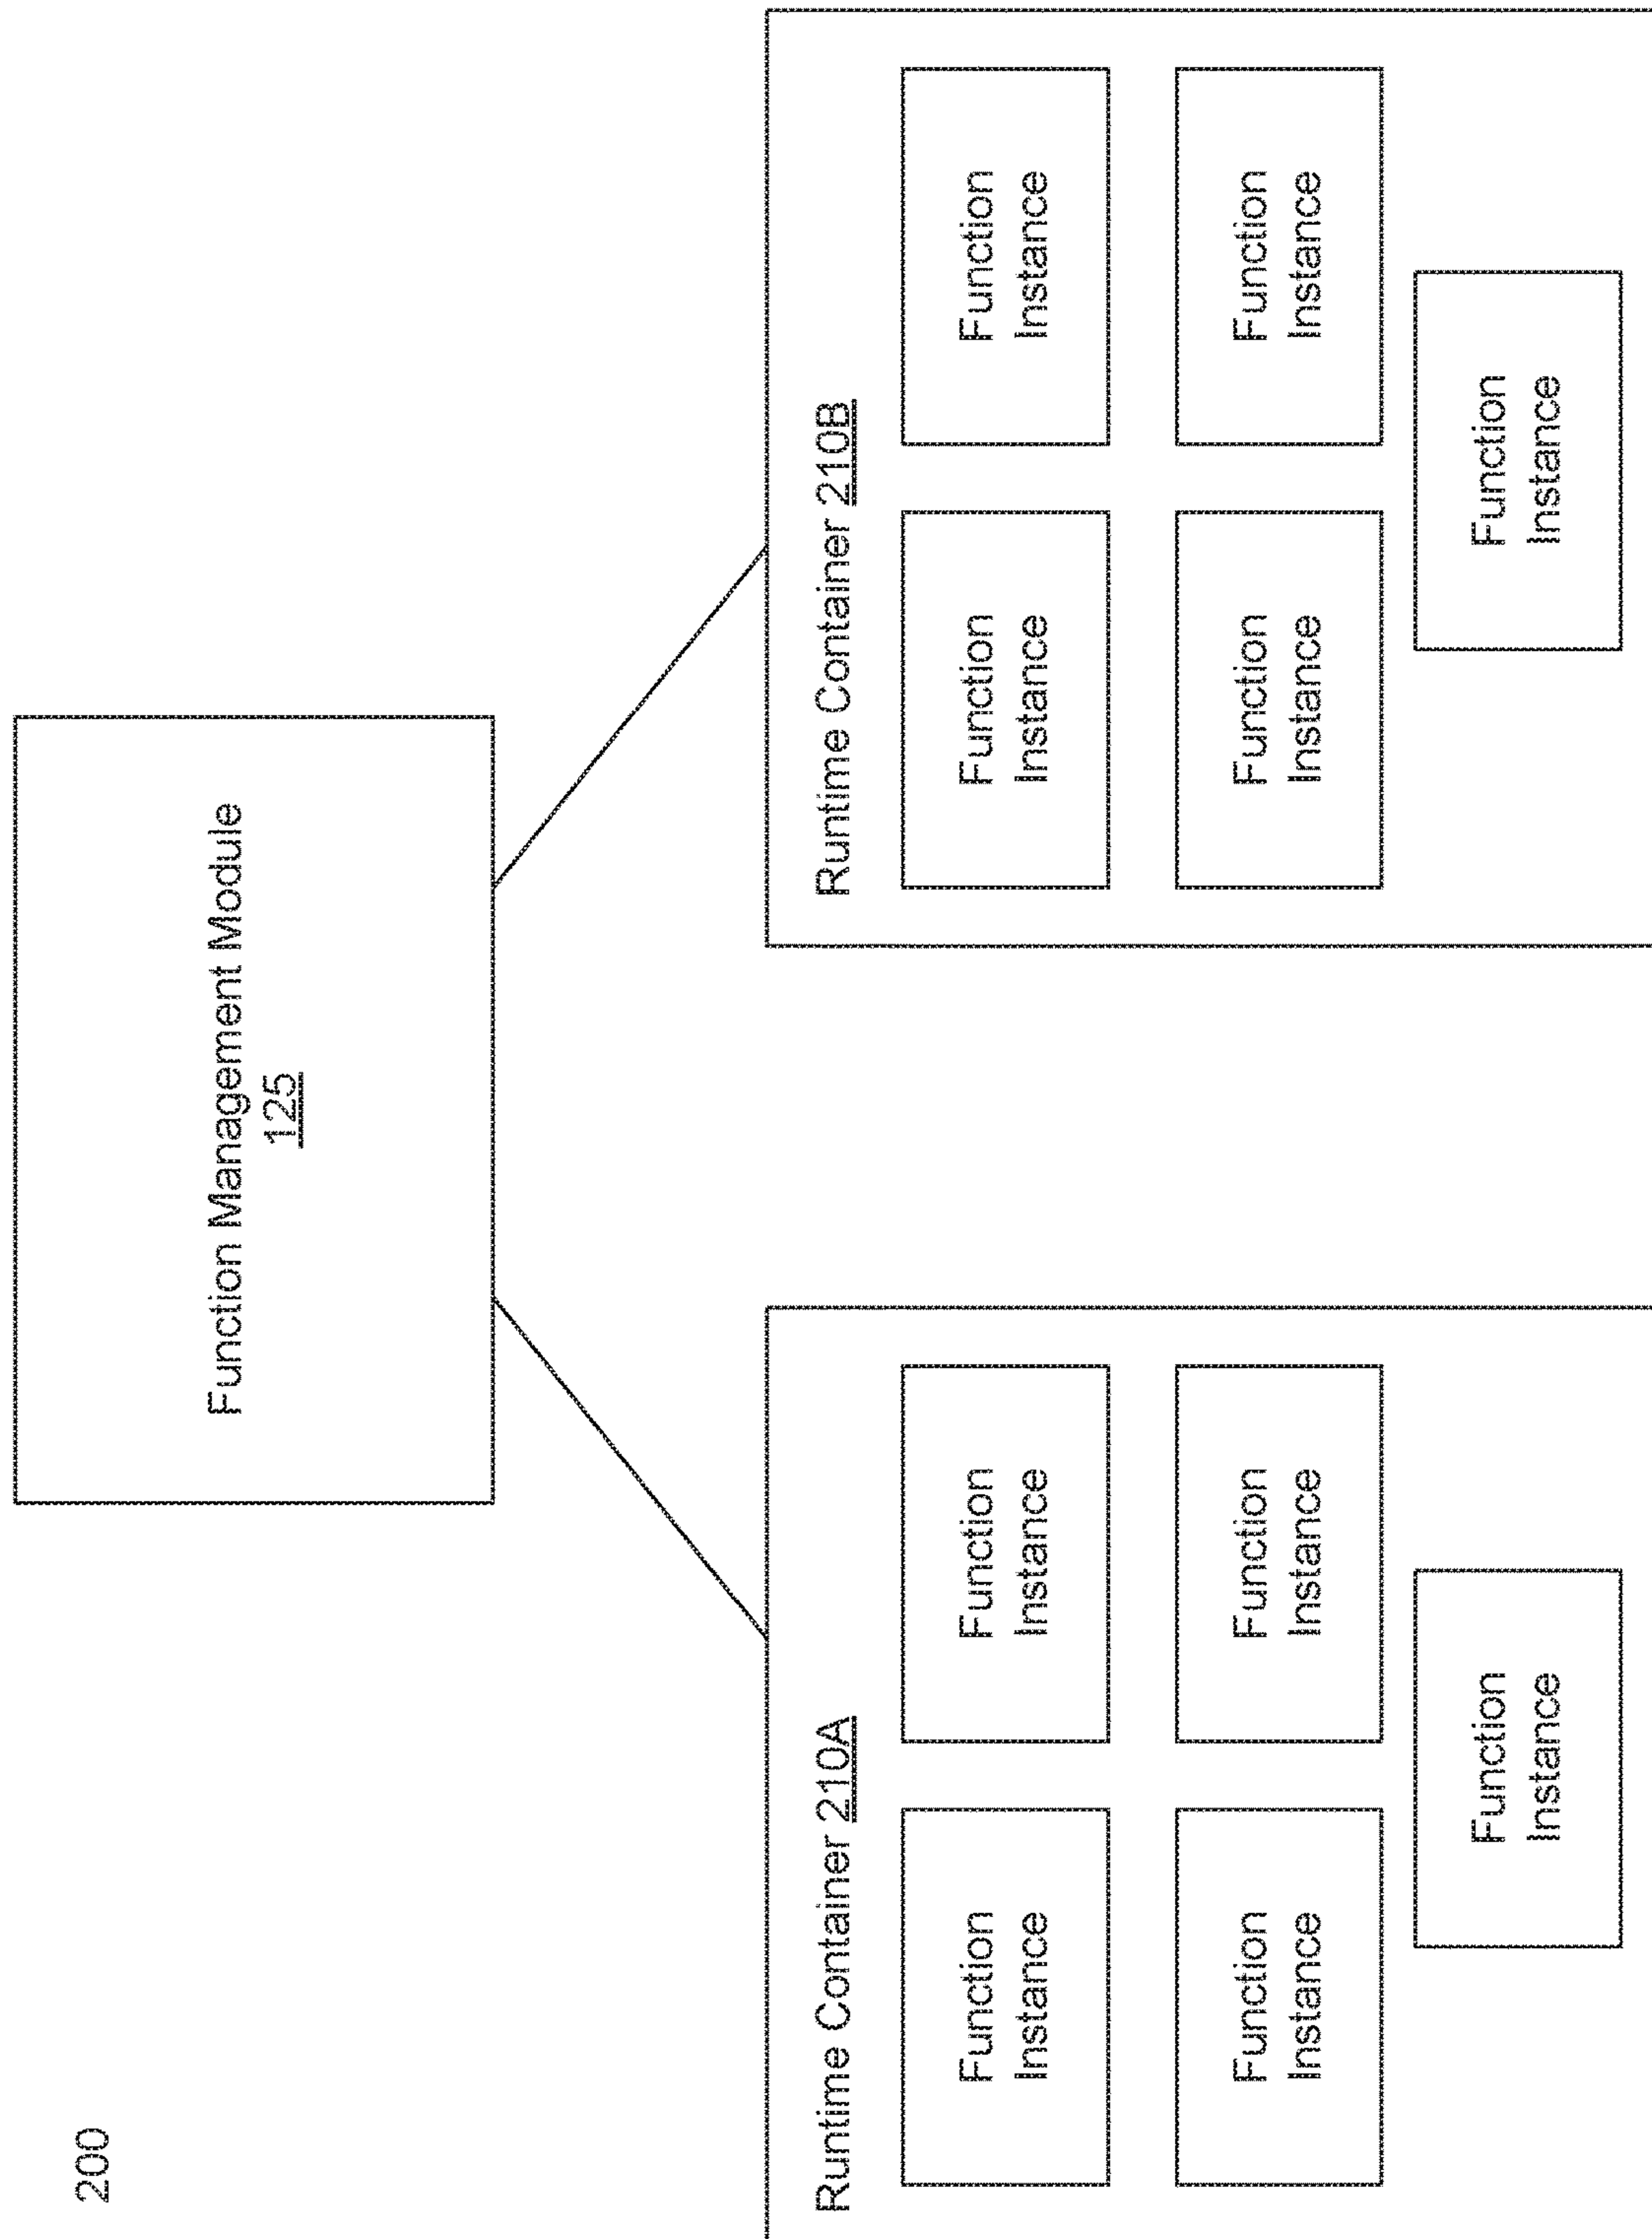 200
Function Management Module
125
Runtime Container 210A
Function
Instance
Function
Instance
Function
Instance
Function
Instance
Function
Instance
Runtime Container 210B
Function
Instance
Function
Instance
Function
Instance
Function
Instance
Function
Instance